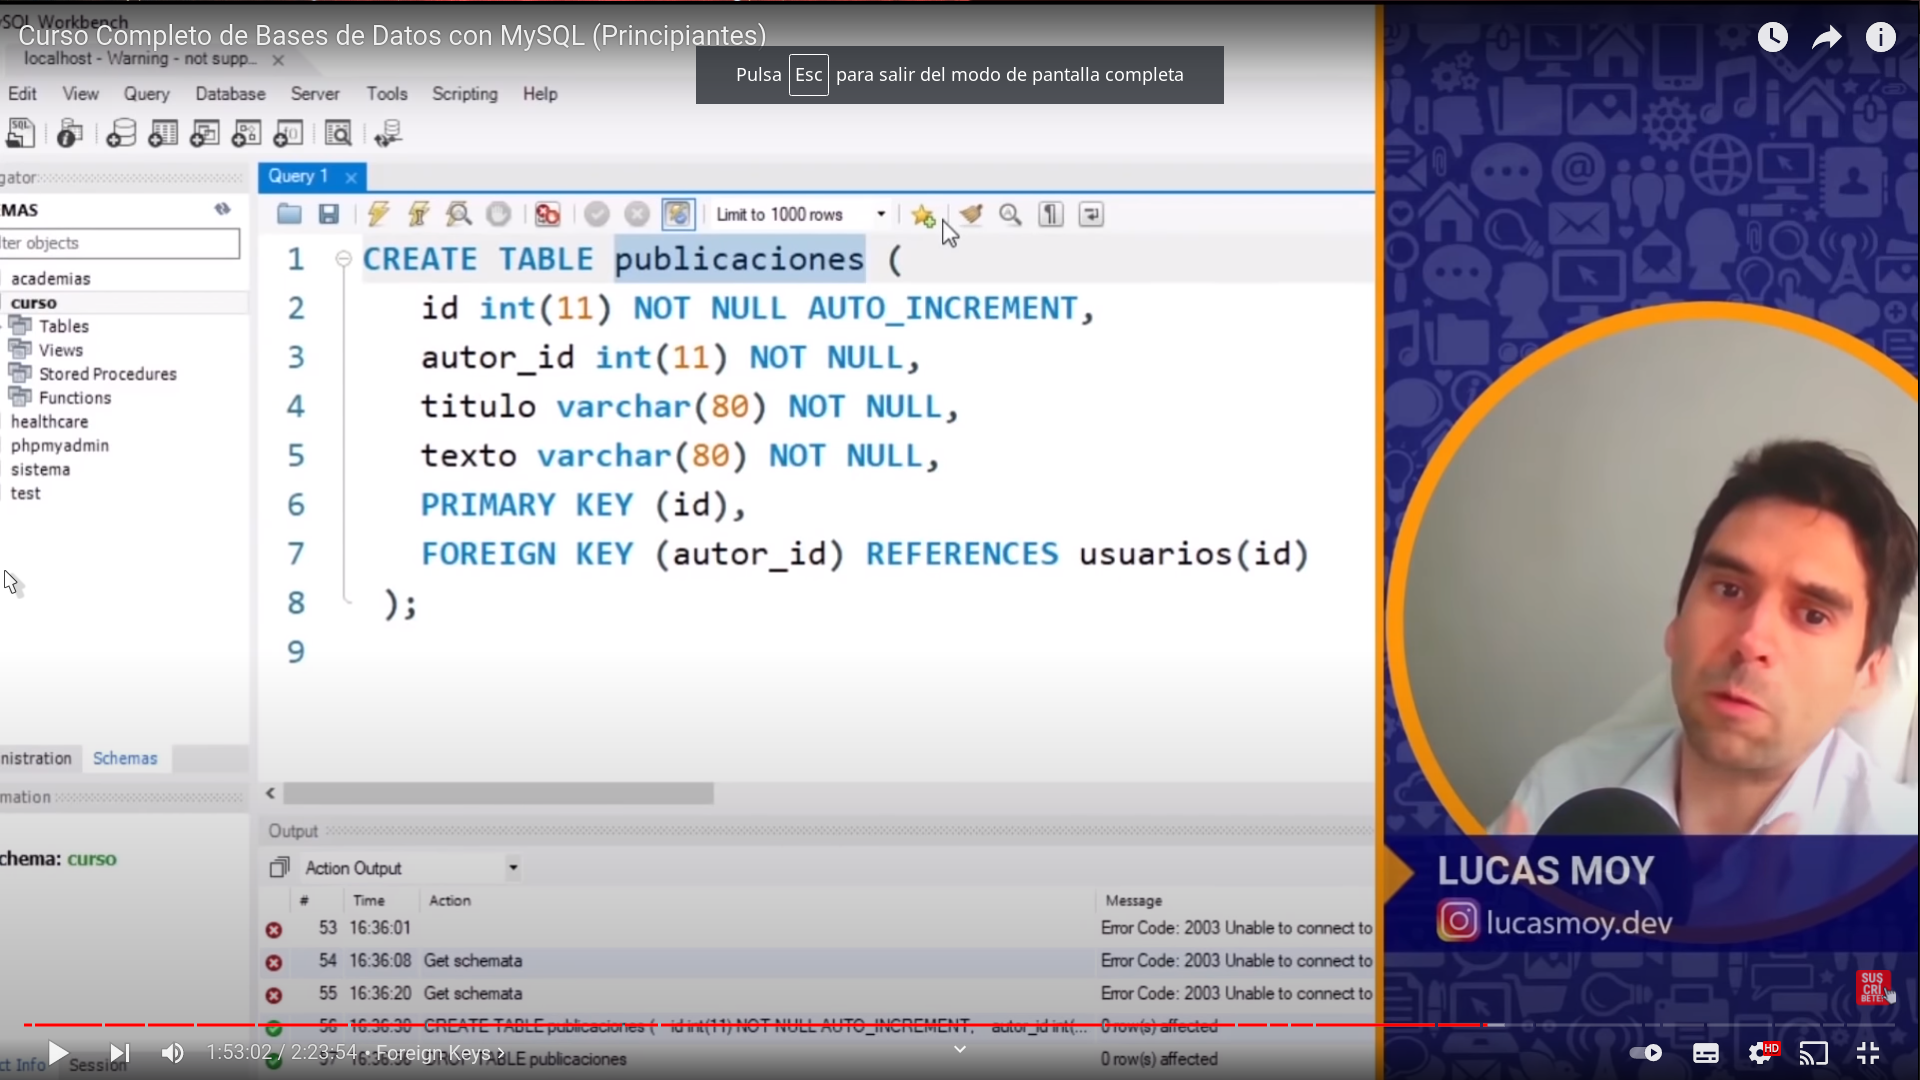 SQL Workbench
Curso Completo de Bases de Datos con MySQL (Principiantes)
localhost - Warning - not supp...
Pulsa Esc para salir del modo de pantalla completa
Edit View Query Database Server Tools Scripting Help
gator
Query 1
MAS
Limit to 1000 rows
ter objects
academias
curso
Tables
Views
Stored Procedures
Functions
healthcare
phpmyadmin
sistema
test
1 CREATE TABLE publicaciones (
2 id int(11) NOT NULL AUTO_INCREMENT,
3 autor_id int(11) NOT NULL,
4 titulo varchar(80) NOT NULL,
5 texto varchar(80) NOT NULL,
6 PRIMARY KEY (id),
7 FOREIGN KEY (autor_id) REFERENCES usuarios(id)
8 );
9
nistration Schemas
mation
chema: curso
Output
Action Output
# Time Action Message
53 16:36:01 Error Code: 2003 Unable to connect to
54 16:36:08 Get schemata Error Code: 2003 Unable to connect to
55 16:36:20 Get schemata Error Code: 2003 Unable to connect to
56 16:36:30 CREATE TABLE publicaciones ( id int(11) NOT NULL AUTO_INCREMENT, autor_id int(... 0 row(s) affected
DROP TABLE publicaciones 0 row(s) affected
ct Info Session
1:53:02 / 2:23:54 • Foreign Keys
LUCAS MOY
lucasmoy.dev
SUS
CRI
BETE
HD